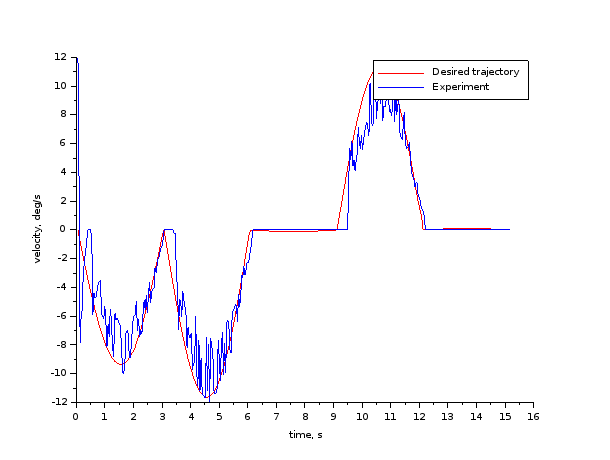 12
10
8
6
4
2
0
-2
-4
-6
-8
-10
-12
velocity, deg/s
Desired trajectory
Experiment
0 1 2 3 4 5 6 7 8 9 10 11 12 13 14 15 16
time, s